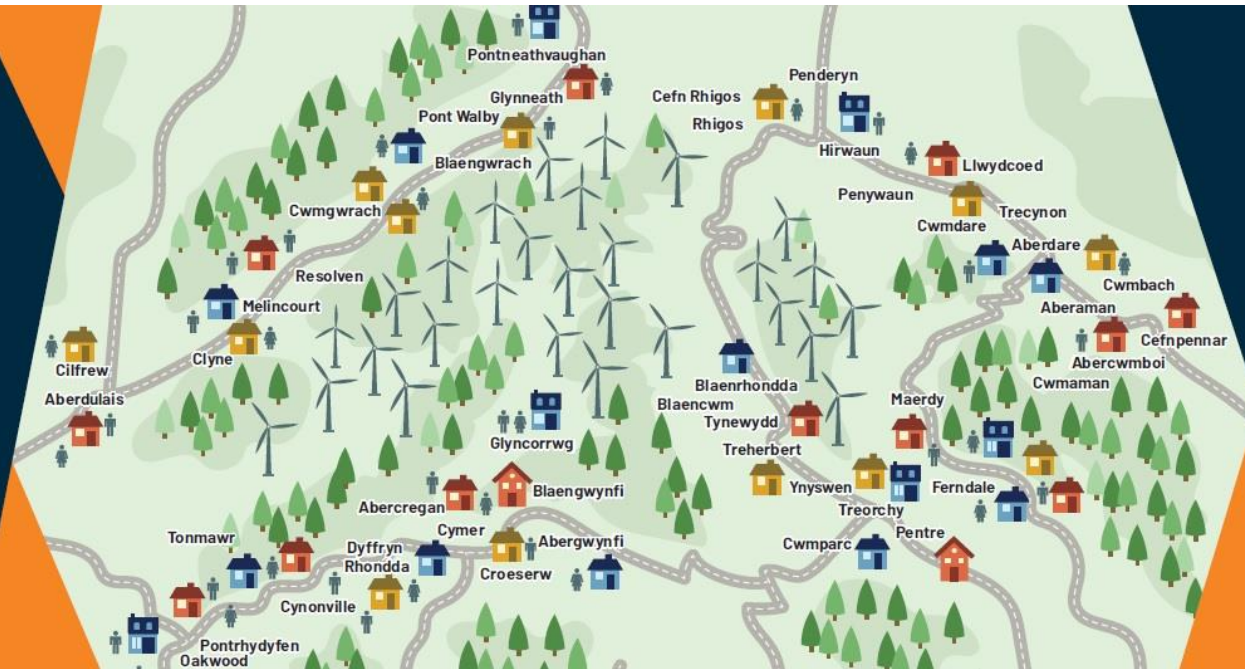 Pontneathvaughan
Glynneath
Pont Walby
Blaengwrach
Cwmgwrach
Resolven
Melincourt
Clyne
Cilfrew
Aberdulais
Penderyn
Cefn Rhigos
Rhigos
Hirwaun
Llwydcoed
Penywaun
Trecynon
Cwmdare
Aberdare
Cwmbach
Aberaman
Cefnpennar
Abercwmboi
Cwmaman
Blaenrhondda
Blaencwm
Tynewydd
Maerdy
Treherbert
Ynyswen
Ferndale
Treorchy
Pentre
Cwmparc
Glyncorrwg
Blaengwynfi
Abercregan
Cymer
Abergwynfi
Croeserw
Tonmawr
Dyffryn
Rhondda
Cynonville
Pontrhydyfen
Oakwood